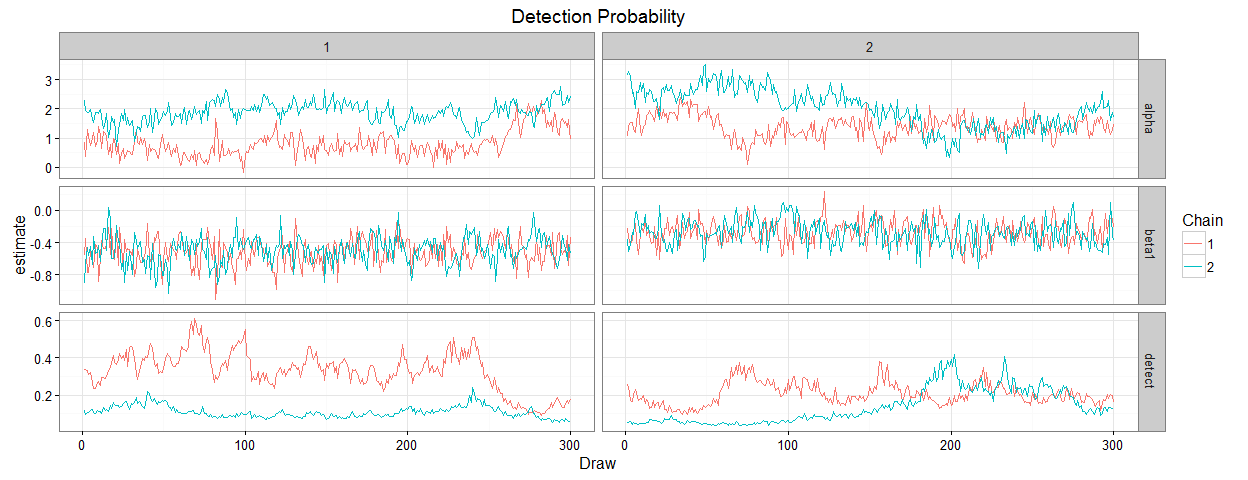 Detection Probability
1 2
3
2
1
0
alpha
0.0
-0.4
-0.8
beta1
0.6
0.4
0.2
detect
estimate
0 100 200 300 0 100 200 300
Draw
Chain
1
2